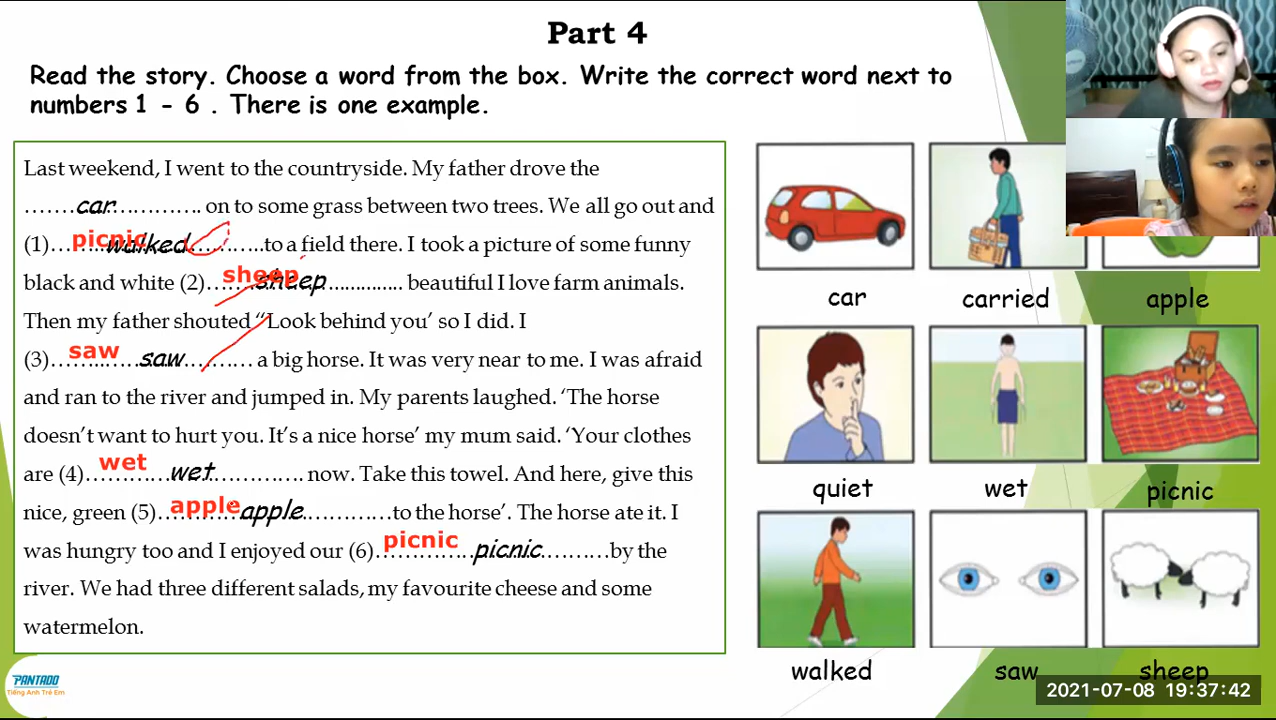 Part 4
Read the story. Choose a word from the box. Write the correct word next to
numbers 1 - 6 . There is one example.
Last weekend, I went to the countryside. My father drove the
.......car................. on to some grass between two trees. We all go out and
(1)....picnic walked............to a field there. I took a picture of some funny
black and white (2)....sheep sheep............. beautiful I love farm animals.
Then my father shouted “Look behind you’ so I did. I
(3)....saw saw............ a big horse. It was very near to me. I was afraid
and ran to the river and jumped in. My parents laughed. ‘The horse
doesn’t want to hurt you. It’s a nice horse’ my mum said. ‘Your clothes
are (4)....wet wet............... now. Take this towel. And here, give this
nice, green (5)....apple apple...............to the horse’. The horse ate it. I
was hungry too and I enjoyed our (6)....picnic picnic............by the
river. We had three different salads, my favourite cheese and some
watermelon.
car carried apple
quiet wet picnic
walked saw sheep
PANTADO
Tiếng Anh Trẻ Em
2021-07-08 19:37:42